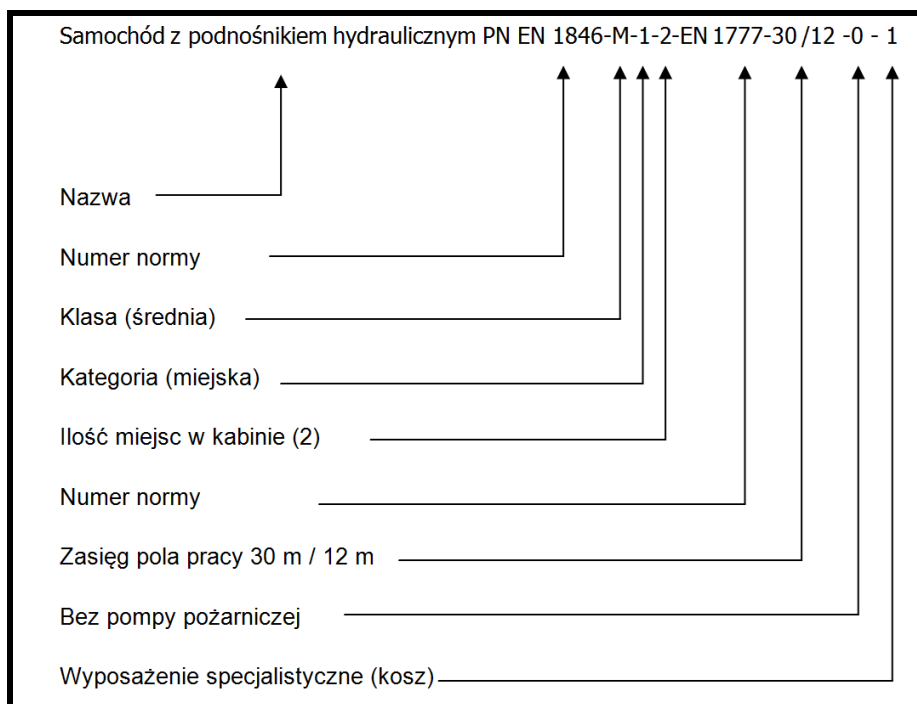 Samochód z podnośnikiem hydraulicznym PN EN 1846-M-1-2-EN 1777-30/12 -0 - 1
Nazwa
Numer normy
Klasa (średnia)
Kategoria (miejska)
Ilość miejsc w kabinie (2)
Numer normy
Zasięg pola pracy 30 m / 12 m
Bez pompy pożarniczej
Wyposażenie specjalistyczne (kosz)